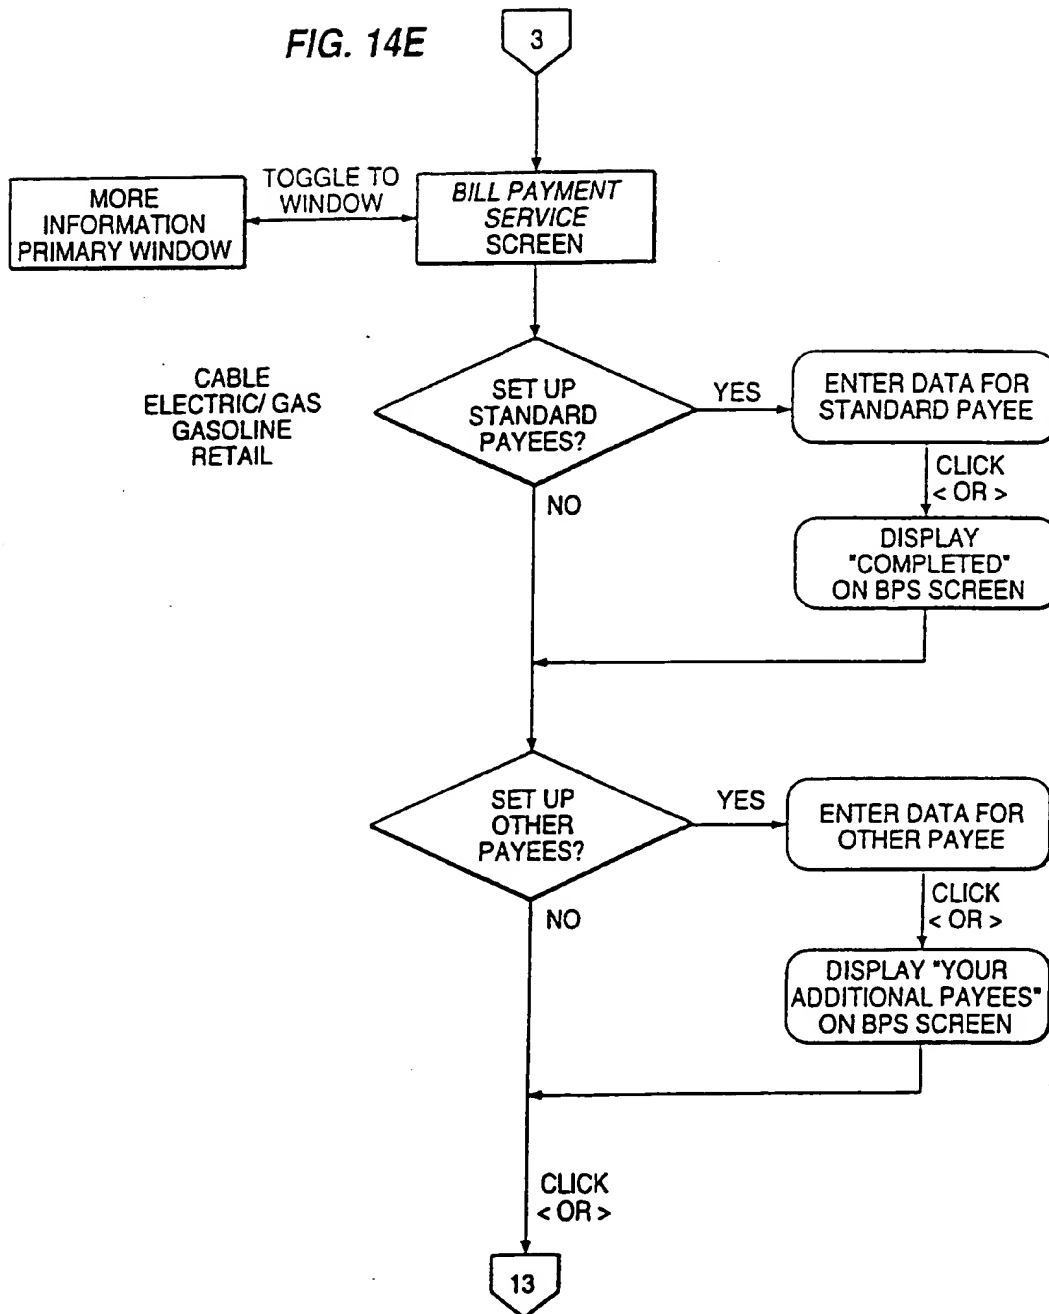 FIG. 14E
3
MORE
INFORMATION
PRIMARY WINDOW
TOGGLE TO
WINDOW
BILL PAYMENT
SERVICE
SCREEN
CABLE
ELECTRIC/ GAS
GASOLINE
RETAIL
SET UP
STANDARD
PAYEES?
YES
ENTER DATA FOR
STANDARD PAYEE
CLICK
< OR >
NO
DISPLAY
"COMPLETED"
ON BPS SCREEN
SET UP
OTHER
PAYEES?
YES
ENTER DATA FOR
OTHER PAYEE
CLICK
< OR >
NO
DISPLAY "YOUR
ADDITIONAL PAYEES"
ON BPS SCREEN
CLICK
< OR >
13